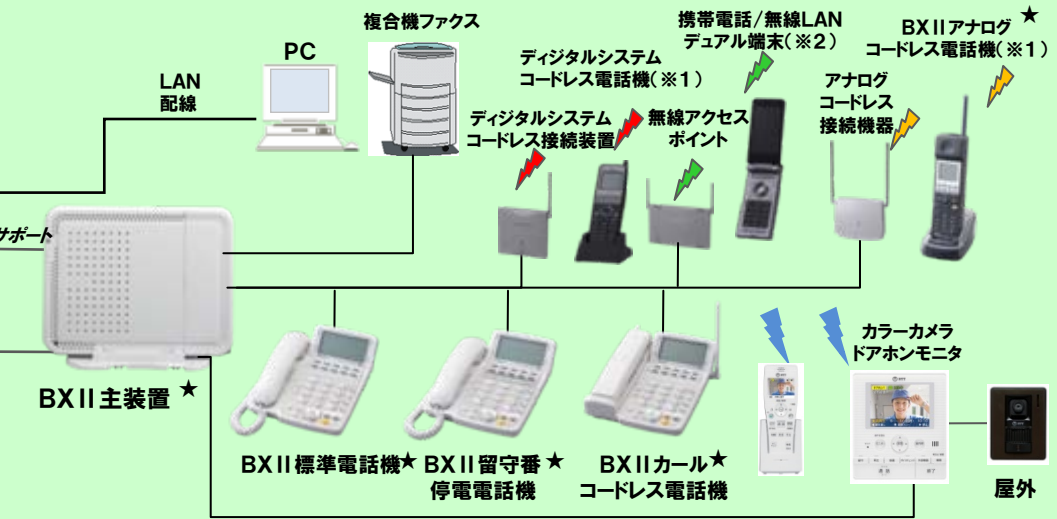 複合機ファクス
PC
LAN
配線
ディジタルシステム
コードレス電話機(※1)
携帯電話/無線LAN
デュアル端末(※2)
BXⅡアナログ★
コードレス電話機(※1)
ディジタルシステム
コードレス接続装置
無線アクセス
ポイント
アナログ
コードレス
接続機器
サポート
BXⅡ主装置★
BXⅡ標準電話機★
BXⅡ留守番★
停電電話機
BXⅡカール★
コードレス電話機
カラーカメラ
ドアホンモニタ
屋外